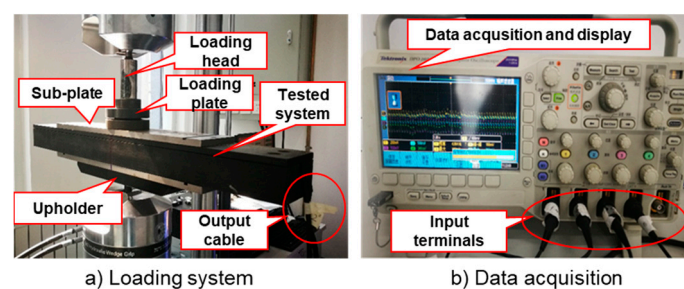 Loading
head
Loading
plate
Sub-plate
Tested
system
Upholder
Output
cable
a) Loading system
Data acqusition and display
Tektronix
Input
terminals
b) Data acquisition